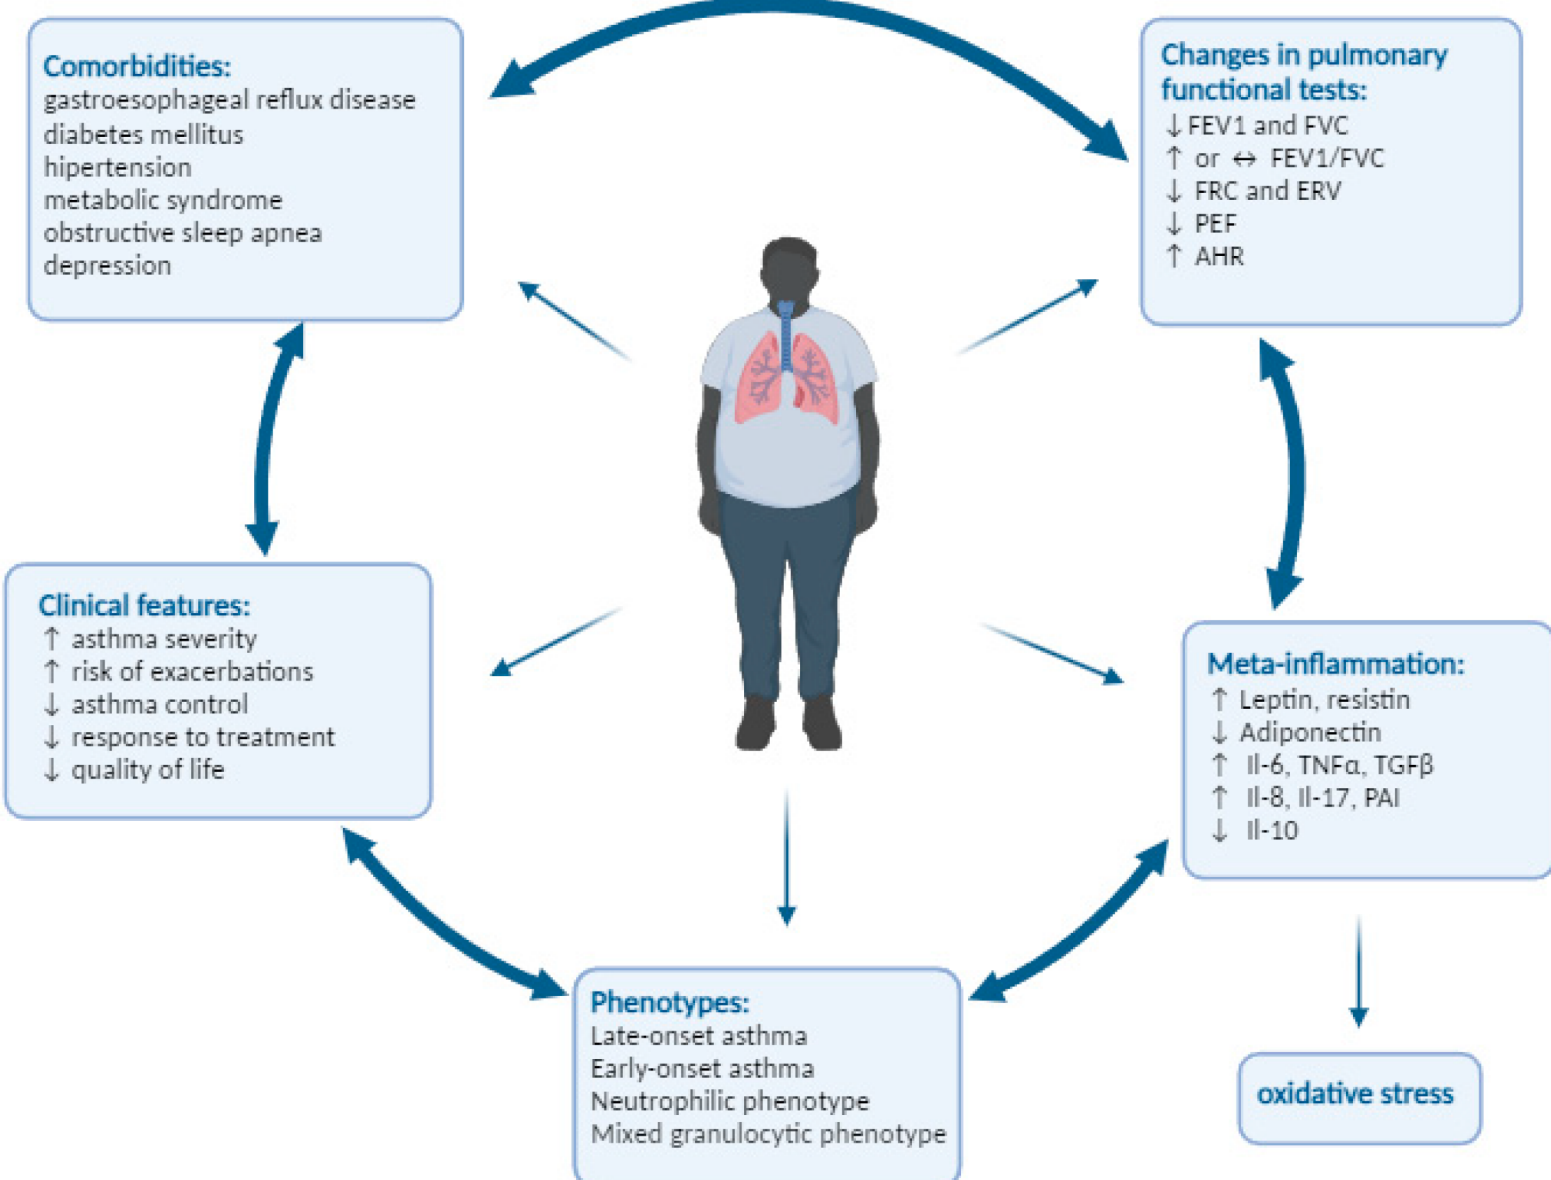 Comorbidities:
gastroesophageal reflux disease
diabetes mellitus
hipertension
metabolic syndrome
obstructive sleep apnea
depression
Changes in pulmonary
functional tests:
↓FEV1 and FVC
↑ or ↔ FEV1/FVC
↓ FRC and ERV
↓ PEF
↑ AHR
Clinical features:
↑ asthma severity
↑ risk of exacerbations
↓ asthma control
↓ response to treatment
↓ quality of life
Meta-inflammation:
↑ Leptin, resistin
↓ Adiponectin
↑ Il-6, TNFα, TGFβ
↑ Il-8, Il-17, PAI
↓ Il-10
Phenotypes:
Late-onset asthma
Early-onset asthma
Neutrophilic phenotype
Mixed granulocytic phenotype
oxidative stress